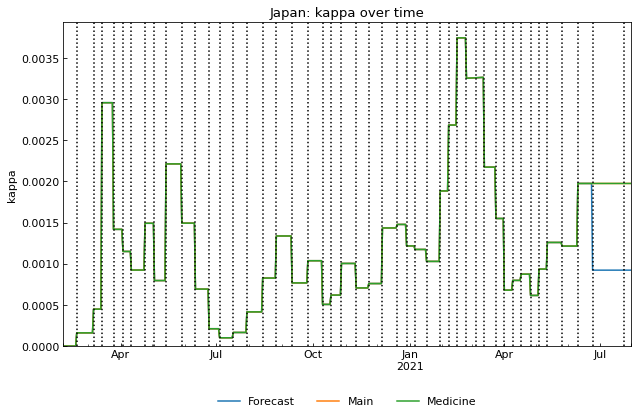 Japan: kappa over time
kappa
0.0035
0.0030
0.0025
0.0020
0.0015
0.0010
0.0005
0.0000
Apr Jul Oct Jan Apr Jul
2021
Forecast Main Medicine